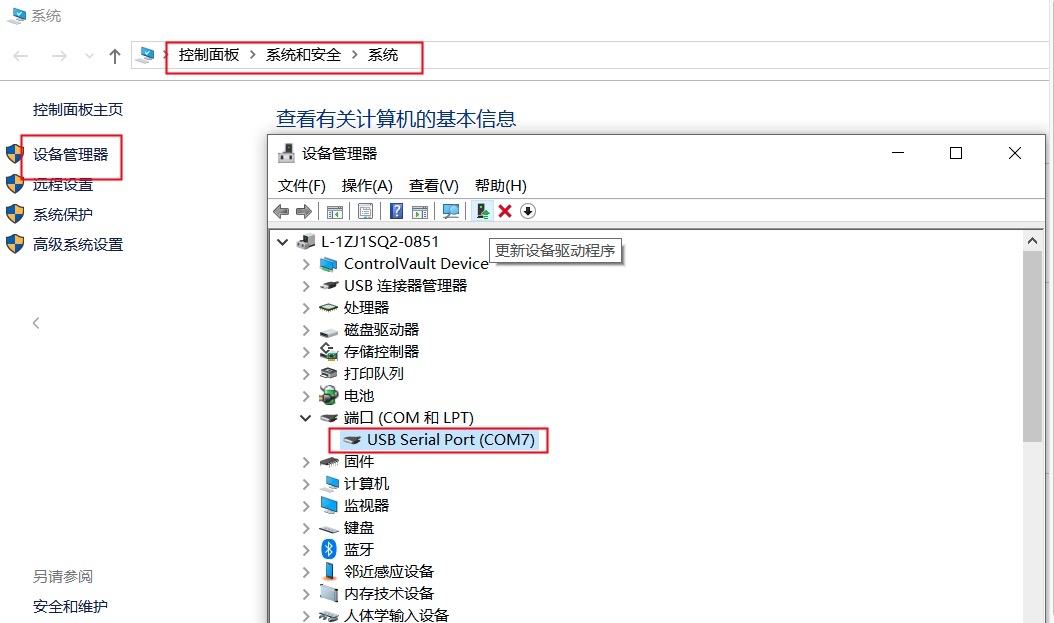 系统
控制面板 > 系统和安全 > 系统
控制面板主页
设备管理器
远程设置
系统保护
高级系统设置
查看有关计算机的基本信息
设备管理器
文件(F) 操作(A) 查看(V) 帮助(H)
更新设备驱动程序
L-1ZJ1SQ2-0851
ControlVault Device
USB 连接器管理器
处理器
磁盘驱动器
存储控制器
打印队列
电池
端口 (COM 和 LPT)
USB Serial Port (COM7)
固件
计算机
监视器
键盘
蓝牙
邻近感应设备
内存技术设备
人体学输入设备
另请参阅
安全和维护